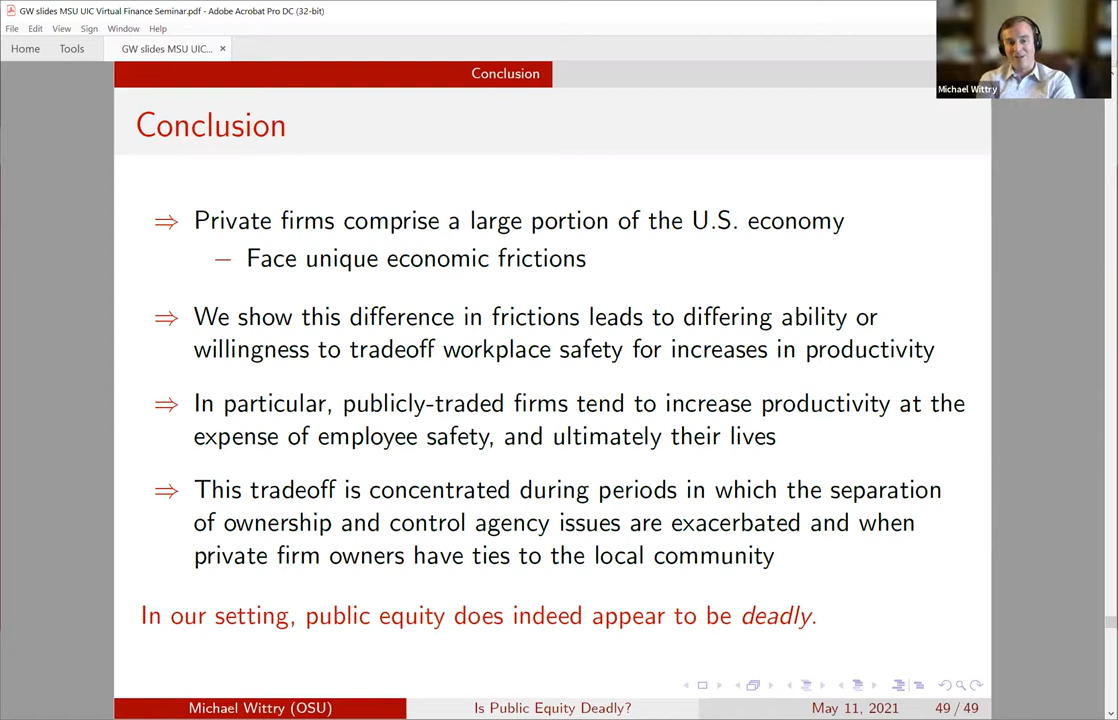 GW slides MSU UIC Virtual Finance Seminar.pdf - Adobe Acrobat Pro DC (32-bit)
File Edit View Sign Window Help
Home Tools GW slides MSU UIC... ×
Michael Wittry
Conclusion
Conclusion
⇒ Private firms comprise a large portion of the U.S. economy
– Face unique economic frictions
⇒ We show this difference in frictions leads to differing ability or
willingness to tradeoff workplace safety for increases in productivity
⇒ In particular, publicly-traded firms tend to increase productivity at the
expense of employee safety, and ultimately their lives
⇒ This tradeoff is concentrated during periods in which the separation
of ownership and control agency issues are exacerbated and when
private firm owners have ties to the local community
In our setting, public equity does indeed appear to be deadly.
Michael Wittry (OSU) Is Public Equity Deadly? May 11, 2021 49 / 49